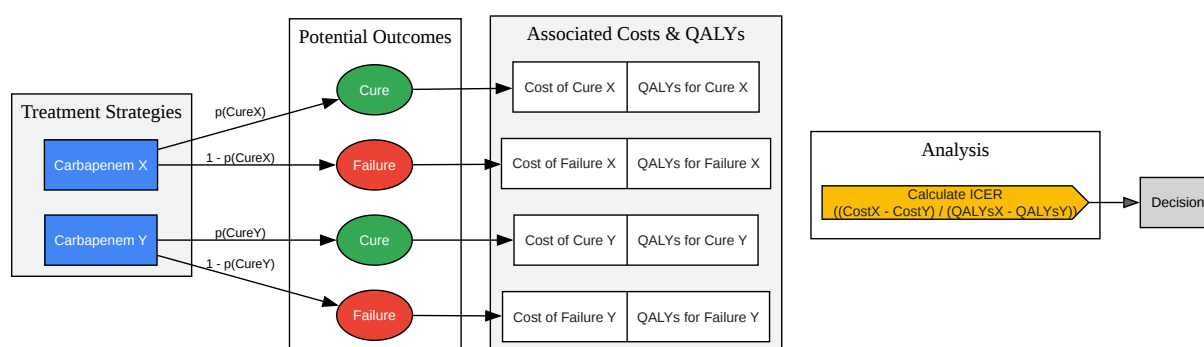 Treatment Strategies
Carbapenem X
Carbapenem Y
p(CureX)
1 - p(CureX)
p(CureY)
1 - p(CureY)
Potential Outcomes
Cure
Failure
Cure
Failure
Associated Costs & QALYs
Cost of Cure X
QALYs for Cure X
Cost of Failure X
QALYs for Failure X
Cost of Cure Y
QALYs for Cure Y
Cost of Failure Y
QALYs for Failure Y
Analysis
Calculate ICER
((CostX - CostY) / (QALYsX - QALYsY))
Decision